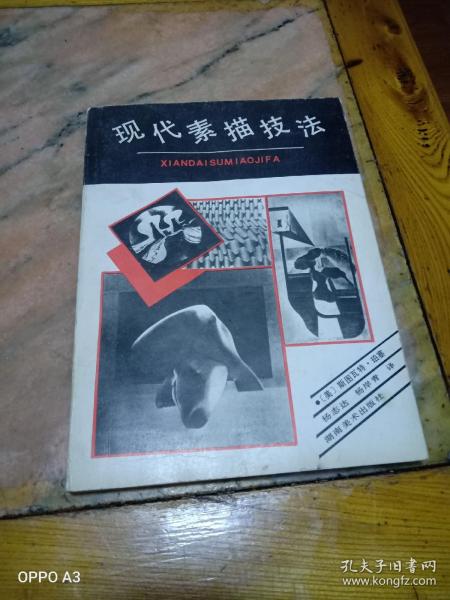 现代素描技法
XIANDAISUMIAOJIFA
●〔美〕斯图瓦特·珀塞
杨志达 杨岸青 译
湖南美术出版社
OPPO A3
孔夫子旧书网
www.kongfz.com